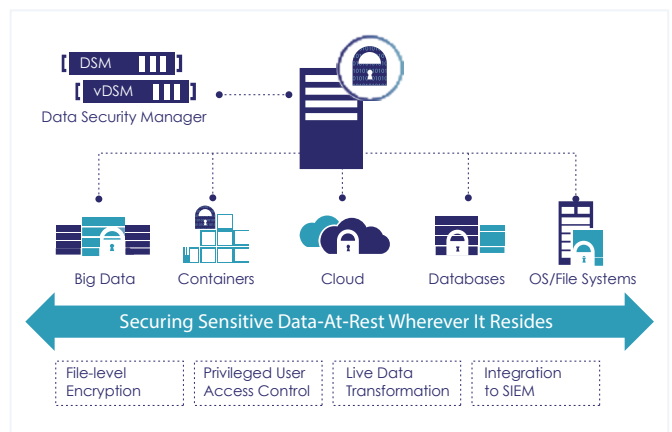 DSM
vDSM
Data Security Manager
Big Data
Containers
Cloud
Databases
OS/File Systems
Securing Sensitive Data-At-Rest Wherever It Resides
File-level
Encryption
Privileged User
Access Control
Live Data
Transformation
Integration
to SIEM